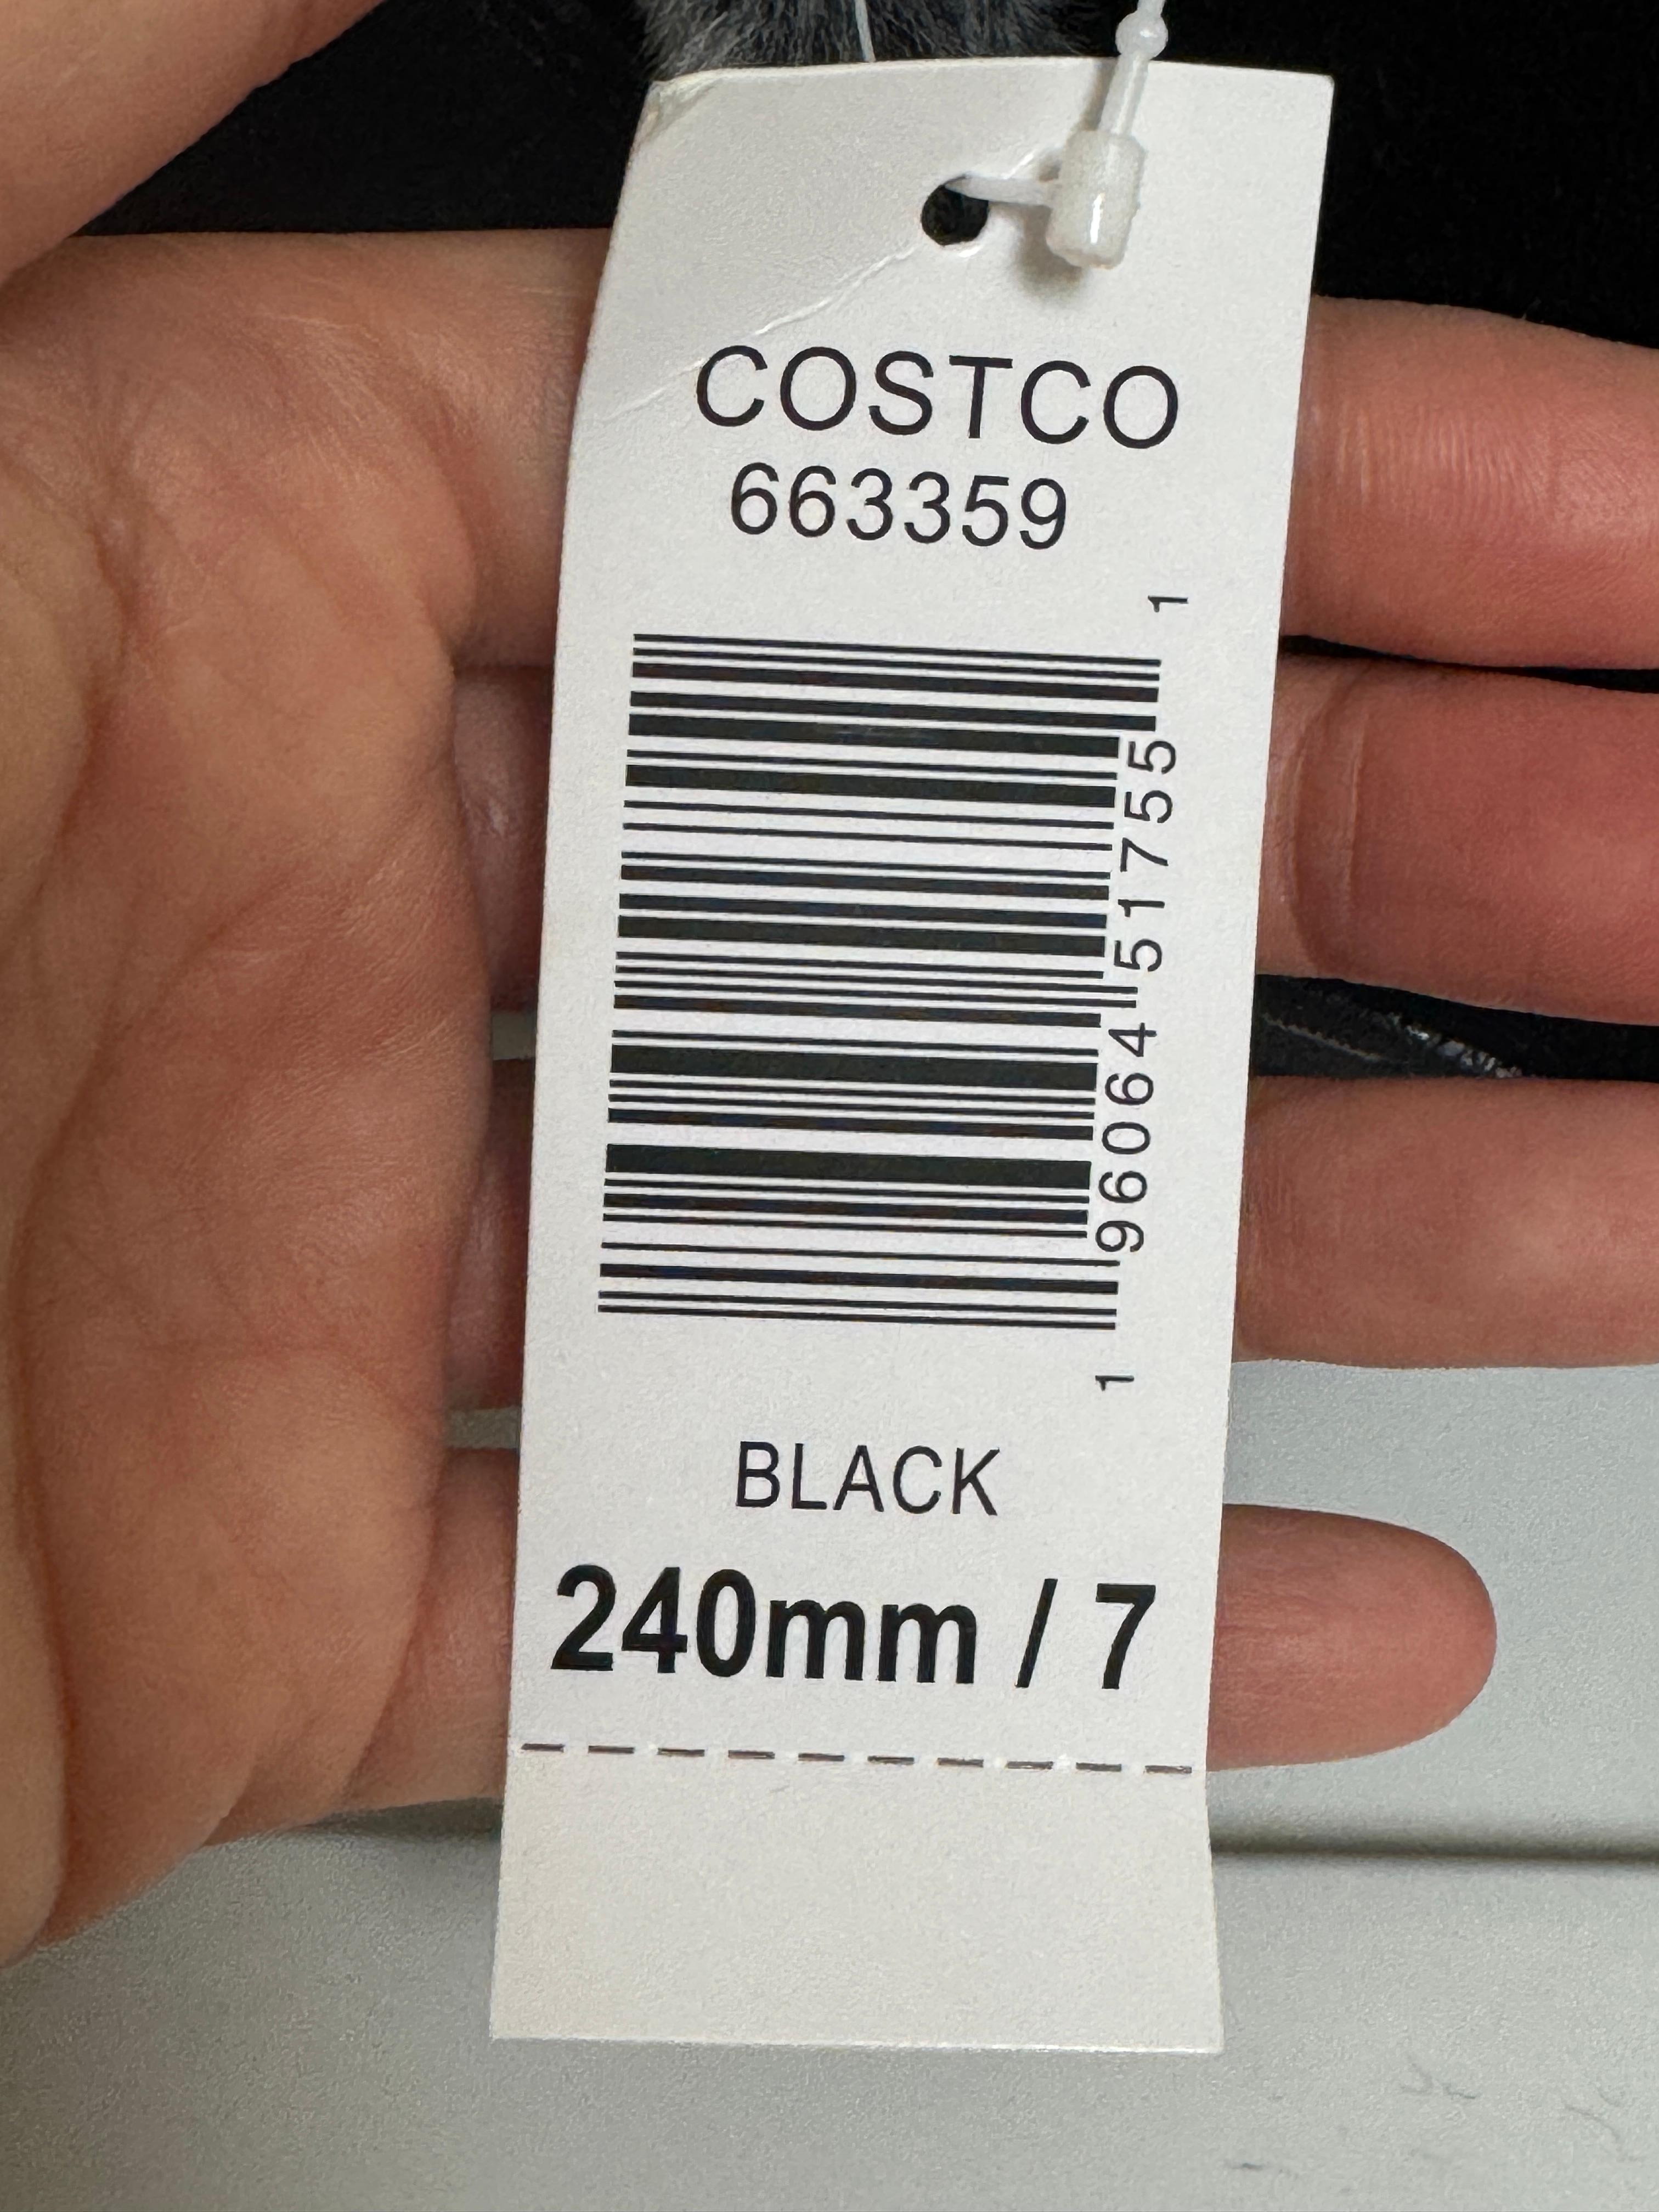 COSTCO
663359
1 96064 51755 1
BLACK
240mm / 7